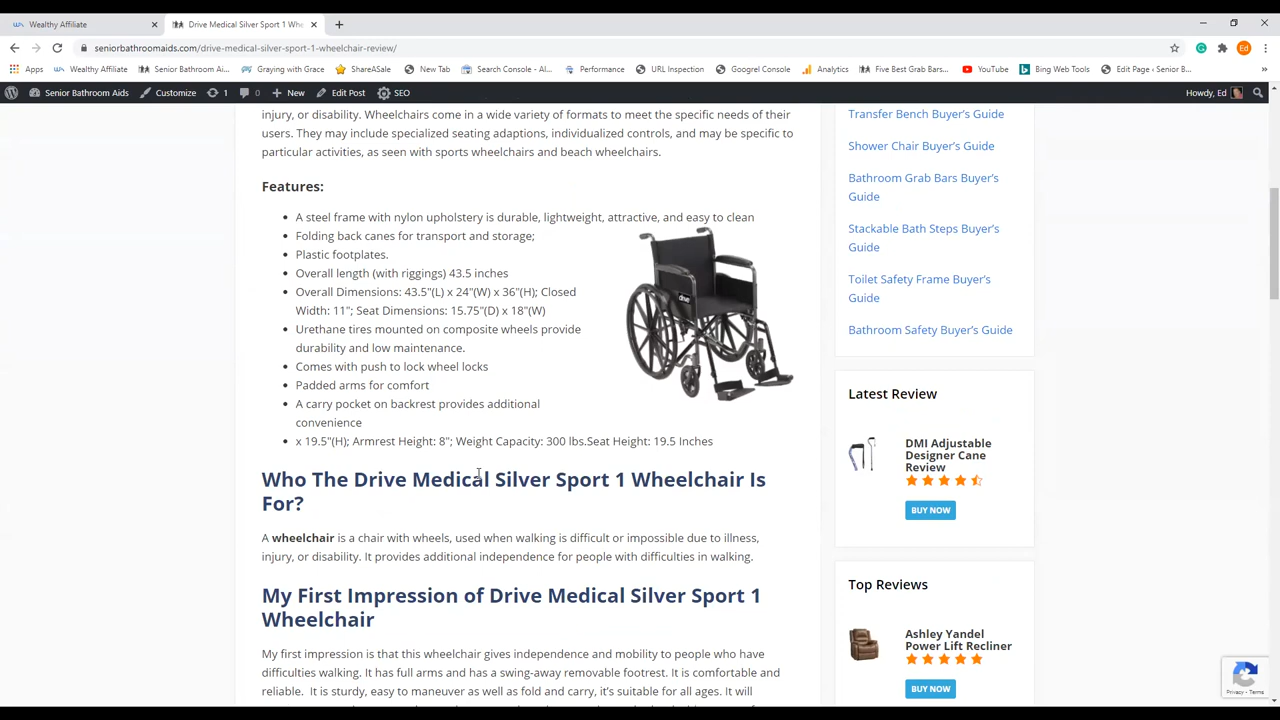 Wealthy Affiliate
Drive Medical Silver Sport 1 Whe
seniorbathroomaids.com/drive-medical-silver-sport-1-wheelchair-review/
Ed
Apps
Wealthy Affiliate
Senior Bathroom Ai...
Graying with Grace
ShareASale
New Tab
Search Console - Al...
Performance
URL Inspection
Googrel Console
Analytics
Five Best Grab Bars...
YouTube
Bing Web Tools
Edit Page ‹ Senior B...
Senior Bathroom Aids
Customize
1
0
New
Edit Post
SEO
Howdy, Ed
injury, or disability. Wheelchairs come in a wide variety of formats to meet the specific needs of their
users. They may include specialized seating adaptions, individualized controls, and may be specific to
particular activities, as seen with sports wheelchairs and beach wheelchairs.
Features:
A steel frame with nylon upholstery is durable, lightweight, attractive, and easy to clean
Folding back canes for transport and storage;
Plastic footplates.
Overall length (with riggings) 43.5 inches
Overall Dimensions: 43.5"(L) x 24"(W) x 36"(H); Closed
Width: 11"; Seat Dimensions: 15.75"(D) x 18"(W)
Urethane tires mounted on composite wheels provide
durability and low maintenance.
Comes with push to lock wheel locks
Padded arms for comfort
A carry pocket on backrest provides additional
convenience
x 19.5"(H); Armrest Height: 8"; Weight Capacity: 300 lbs.Seat Height: 19.5 Inches
drive
Who The Drive Medical Silver Sport 1 Wheelchair Is
For?
A wheelchair is a chair with wheels, used when walking is difficult or impossible due to illness,
injury, or disability. It provides additional independence for people with difficulties in walking.
My First Impression of Drive Medical Silver Sport 1
Wheelchair
My first impression is that this wheelchair gives independence and mobility to people who have
difficulties walking. It has full arms and has a swing-away removable footrest. It is comfortable and
reliable. It is sturdy, easy to maneuver as well as fold and carry, it's suitable for all ages. It will
Transfer Bench Buyer's Guide
Shower Chair Buyer's Guide
Bathroom Grab Bars Buyer's
Guide
Stackable Bath Steps Buyer's
Guide
Toilet Safety Frame Buyer's
Guide
Bathroom Safety Buyer's Guide
Latest Review
DMI Adjustable
Designer Cane
Review
BUY NOW
Top Reviews
Ashley Yandel
Power Lift Recliner
BUY NOW
Privacy - Terms